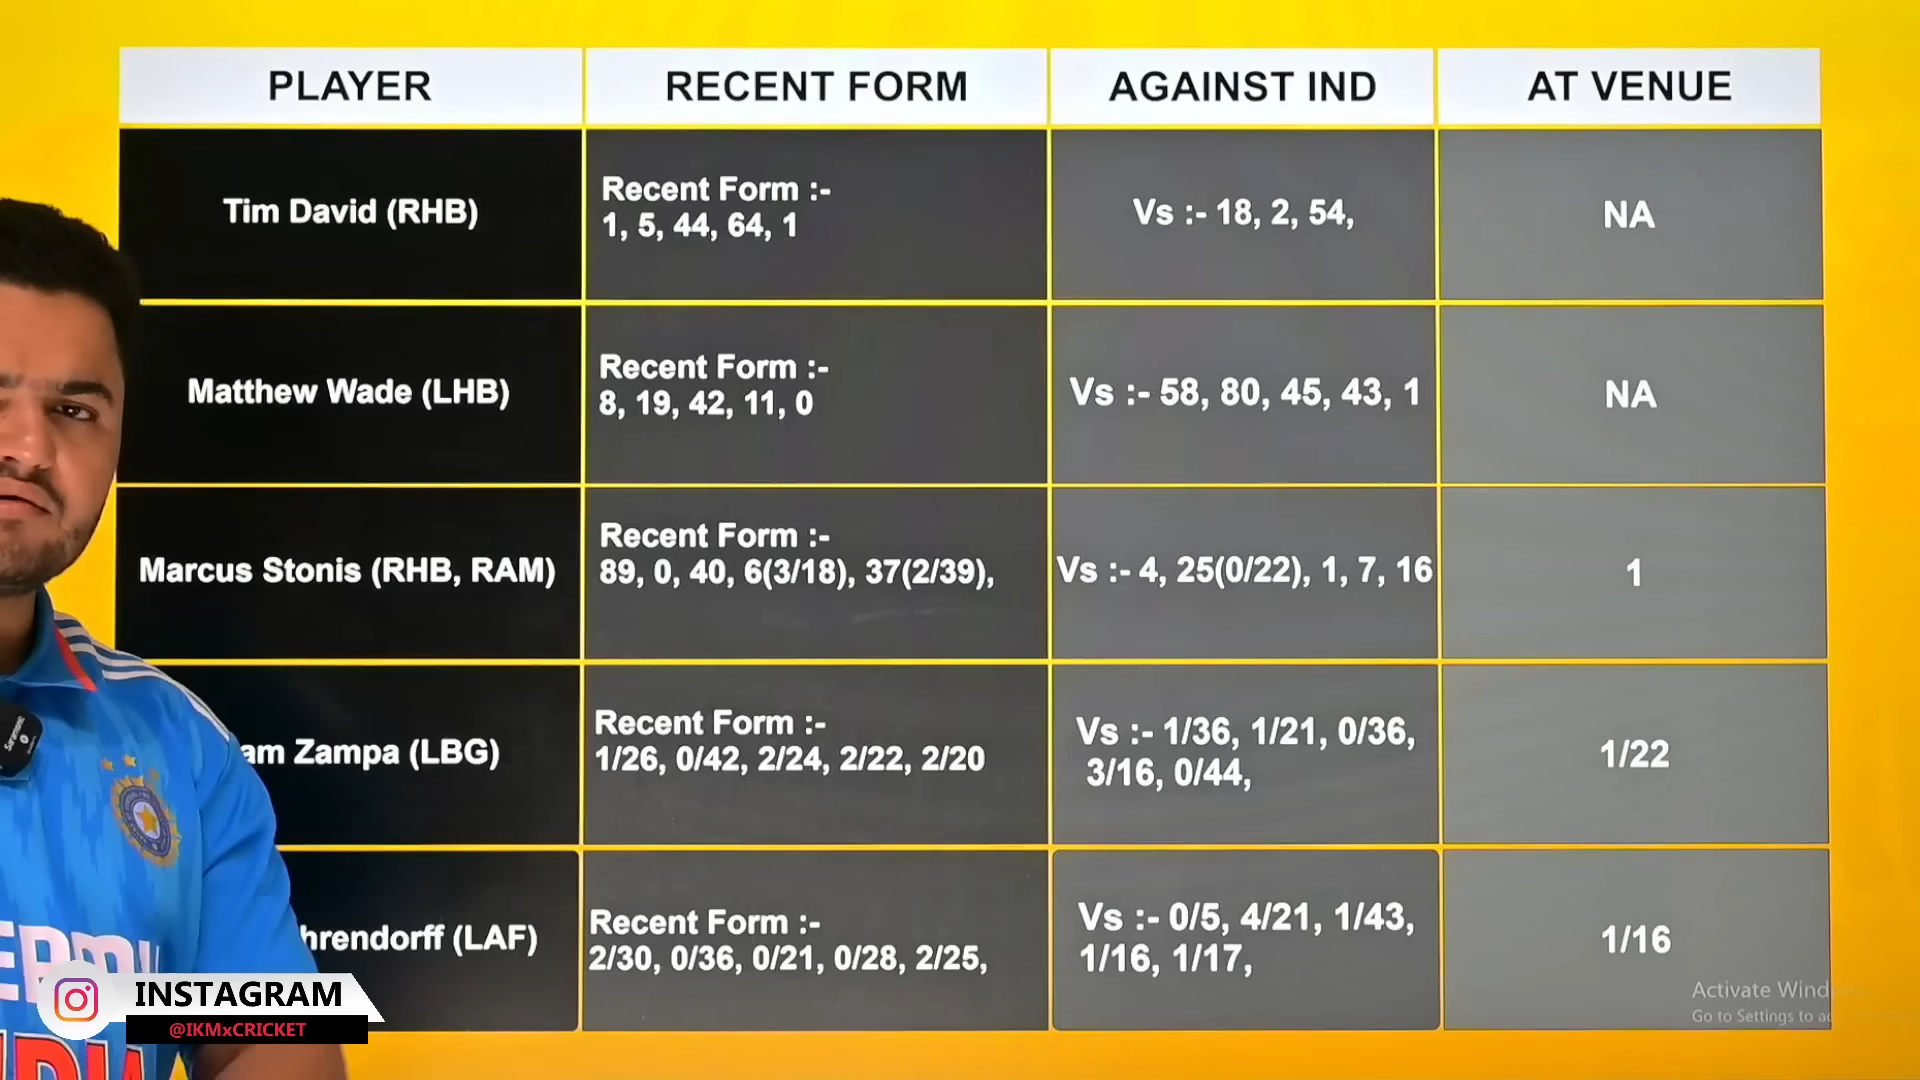 PLAYER RECENT FORM AGAINST IND AT VENUE
Tim David (RHB)
Recent Form :-
1, 5, 44, 64, 1
Vs :- 18, 2, 54,
NA
Matthew Wade (LHB)
Recent Form :-
8, 19, 42, 11, 0
Vs :- 58, 80, 45, 43, 1
NA
Marcus Stonis (RHB, RAM)
Recent Form :-
89, 0, 40, 6(3/18), 37(2/39),
Vs :- 4, 25(0/22), 1, 7, 16
1
am Zampa (LBG)
Recent Form :-
1/26, 0/42, 2/24, 2/22, 2/20
Vs :- 1/36, 1/21, 0/36,
3/16, 0/44,
1/22
hrendorff (LAF)
Recent Form :-
2/30, 0/36, 0/21, 0/28, 2/25,
Vs :- 0/5, 4/21, 1/43,
1/16, 1/17,
1/16
INSTAGRAM
@IKMxCRICKET
Activate Wind
Go to Settings to a